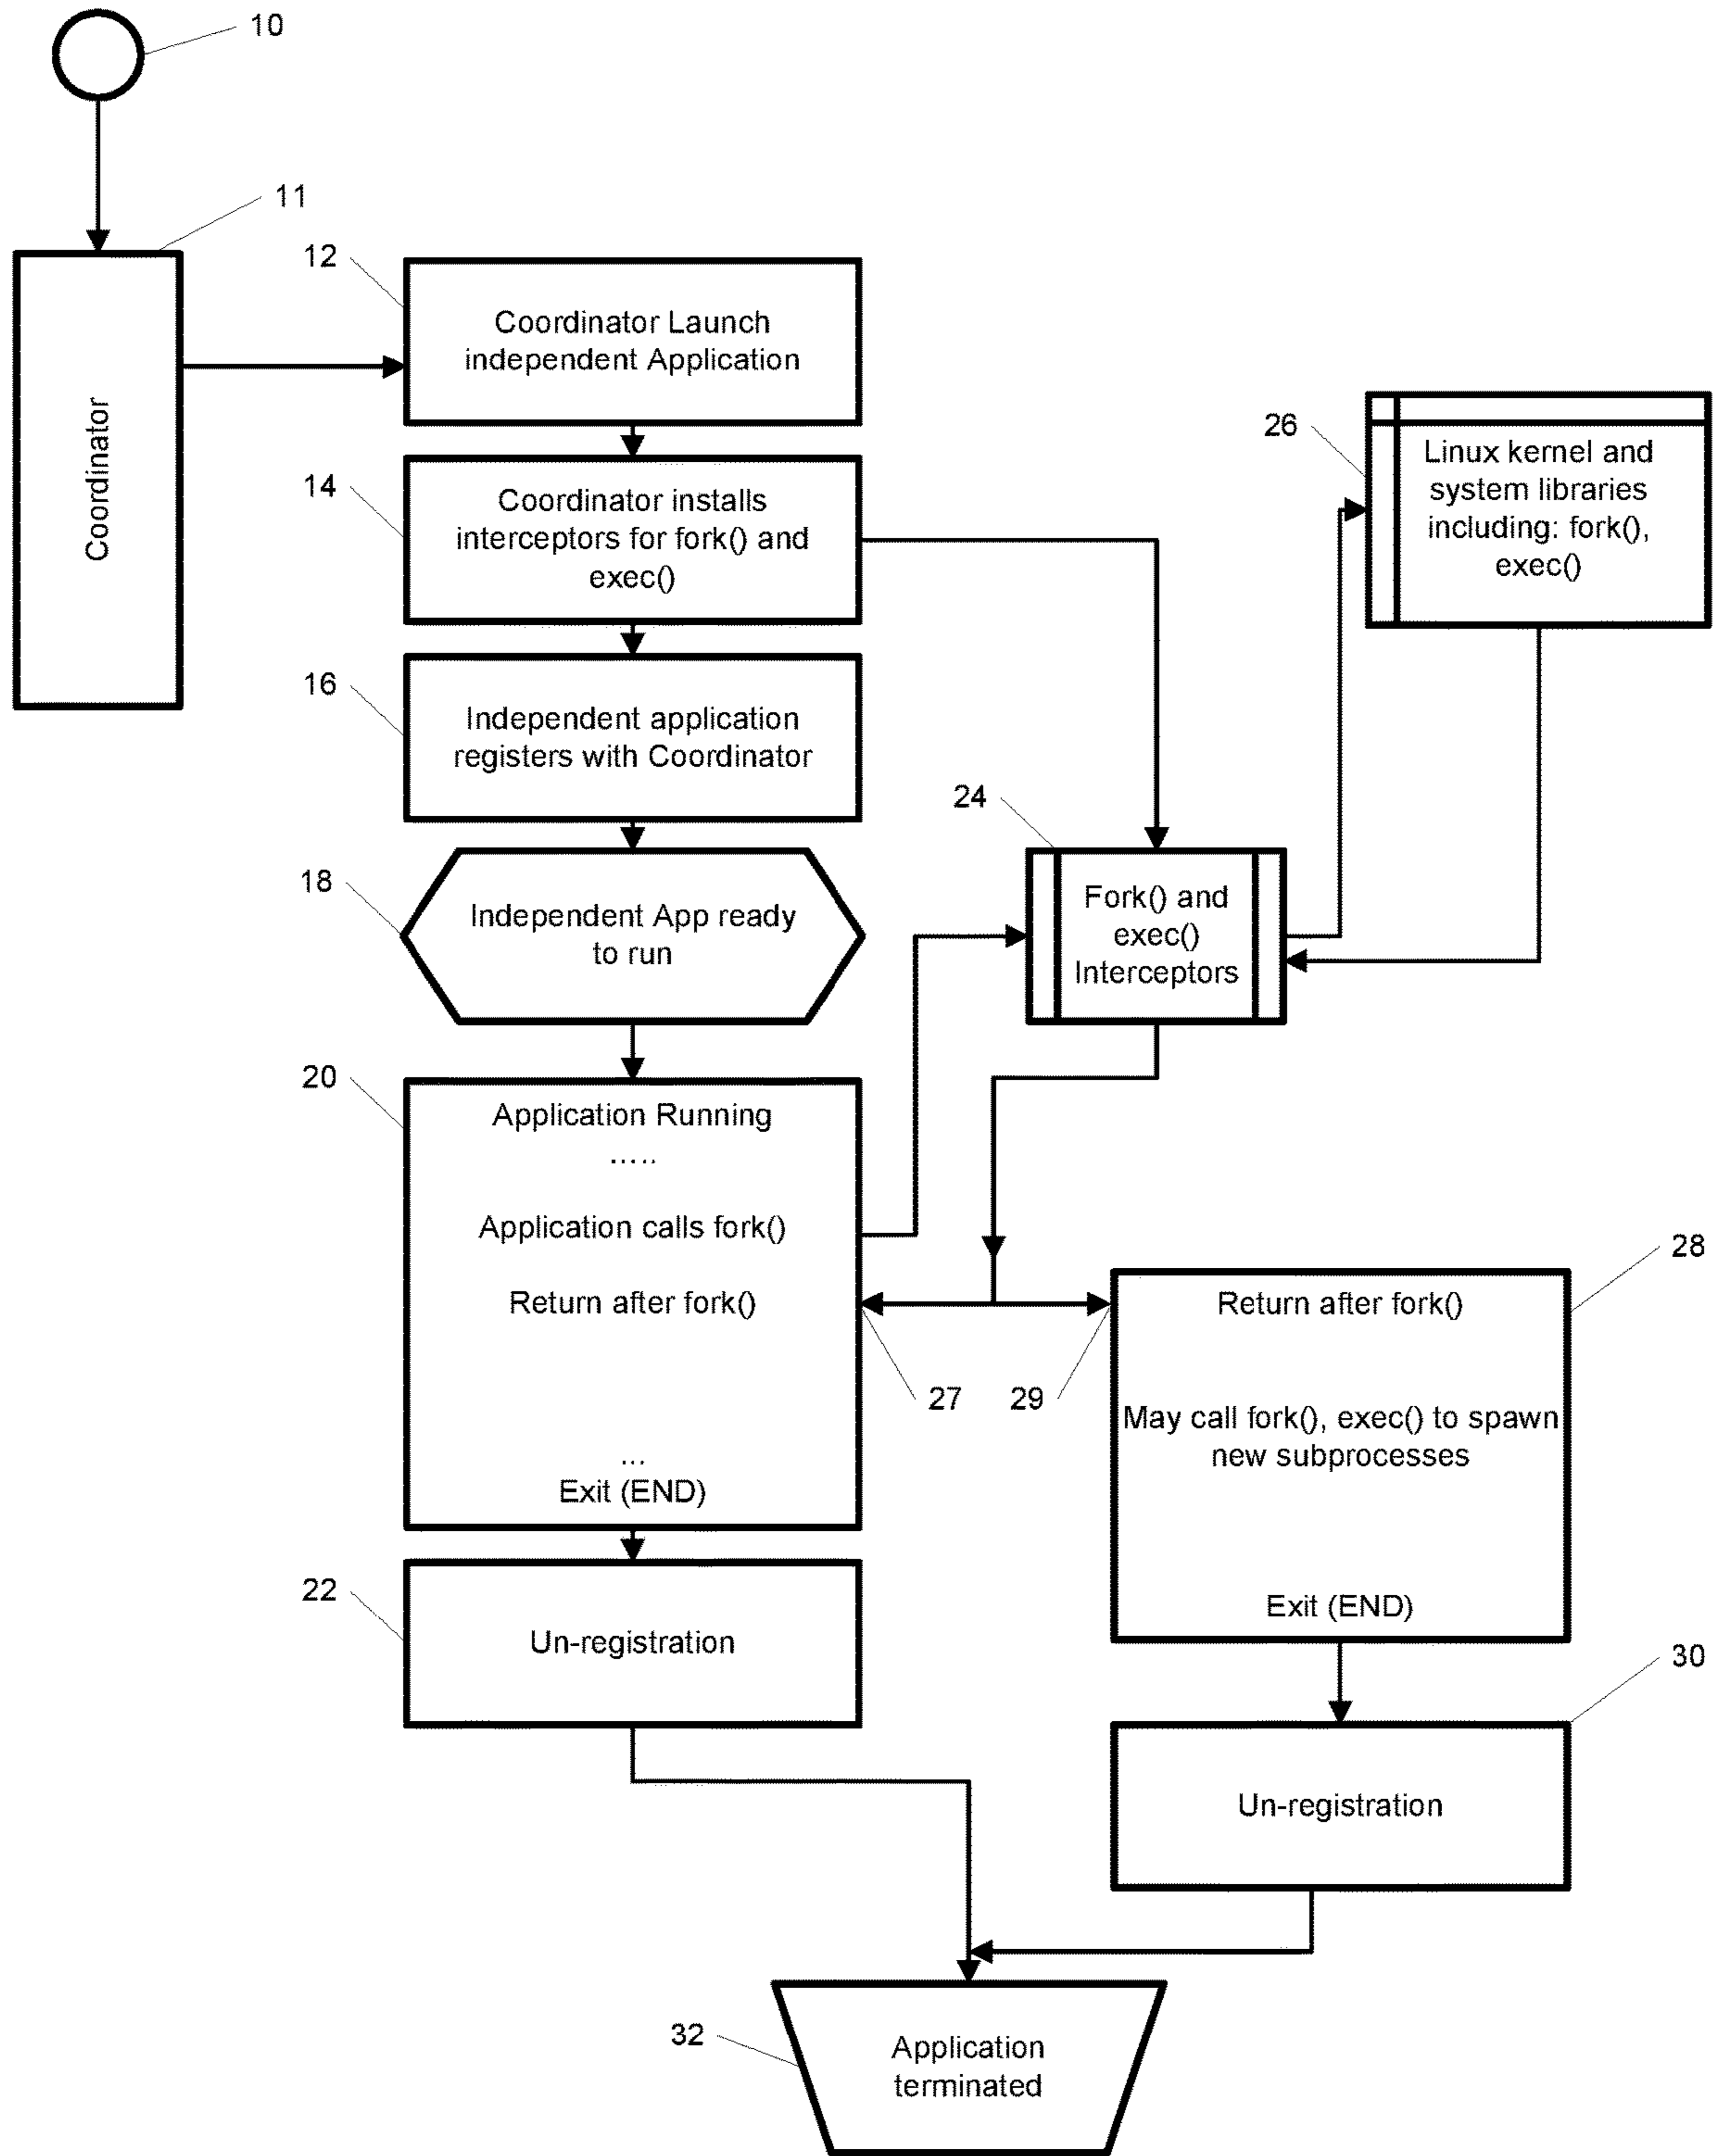 10
11
Coordinator
12
Coordinator Launch
independent Application
14
Coordinator installs
interceptors for fork() and
exec()
16
Independent application
registers with Coordinator
18
Independent App ready
to run
24
Fork() and
exec()
Interceptors
26
Linux kernel and
system libraries
including: fork(),
exec()
20
Application Running
.....
Application calls fork()
Return after fork()
...
Exit (END)
27
29
28
Return after fork()
May call fork(), exec() to spawn
new subprocesses
Exit (END)
22
Un-registration
30
Un-registration
32
Application
terminated